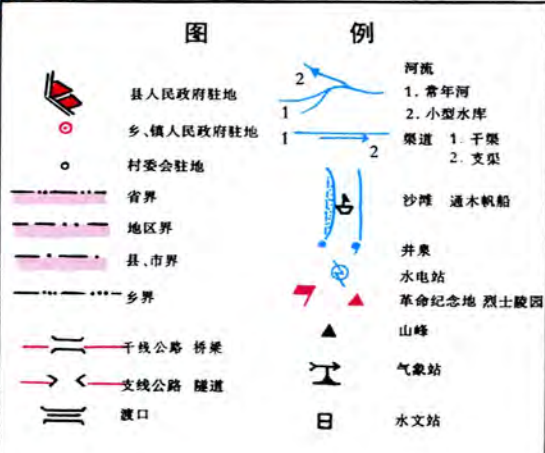 图 例
县人民政府驻地
乡、镇人民政府驻地
村委会驻地
省界
地区界
县、市界
乡界
干线公路 桥梁
支线公路 隧道
渡口
2
1
河流
1. 常年河
2. 小型水库
1
2
渠道 1. 干渠
2. 支渠
沙滩 通木帆船
井泉
水电站
革命纪念地 烈士陵园
山峰
气象站
水文站